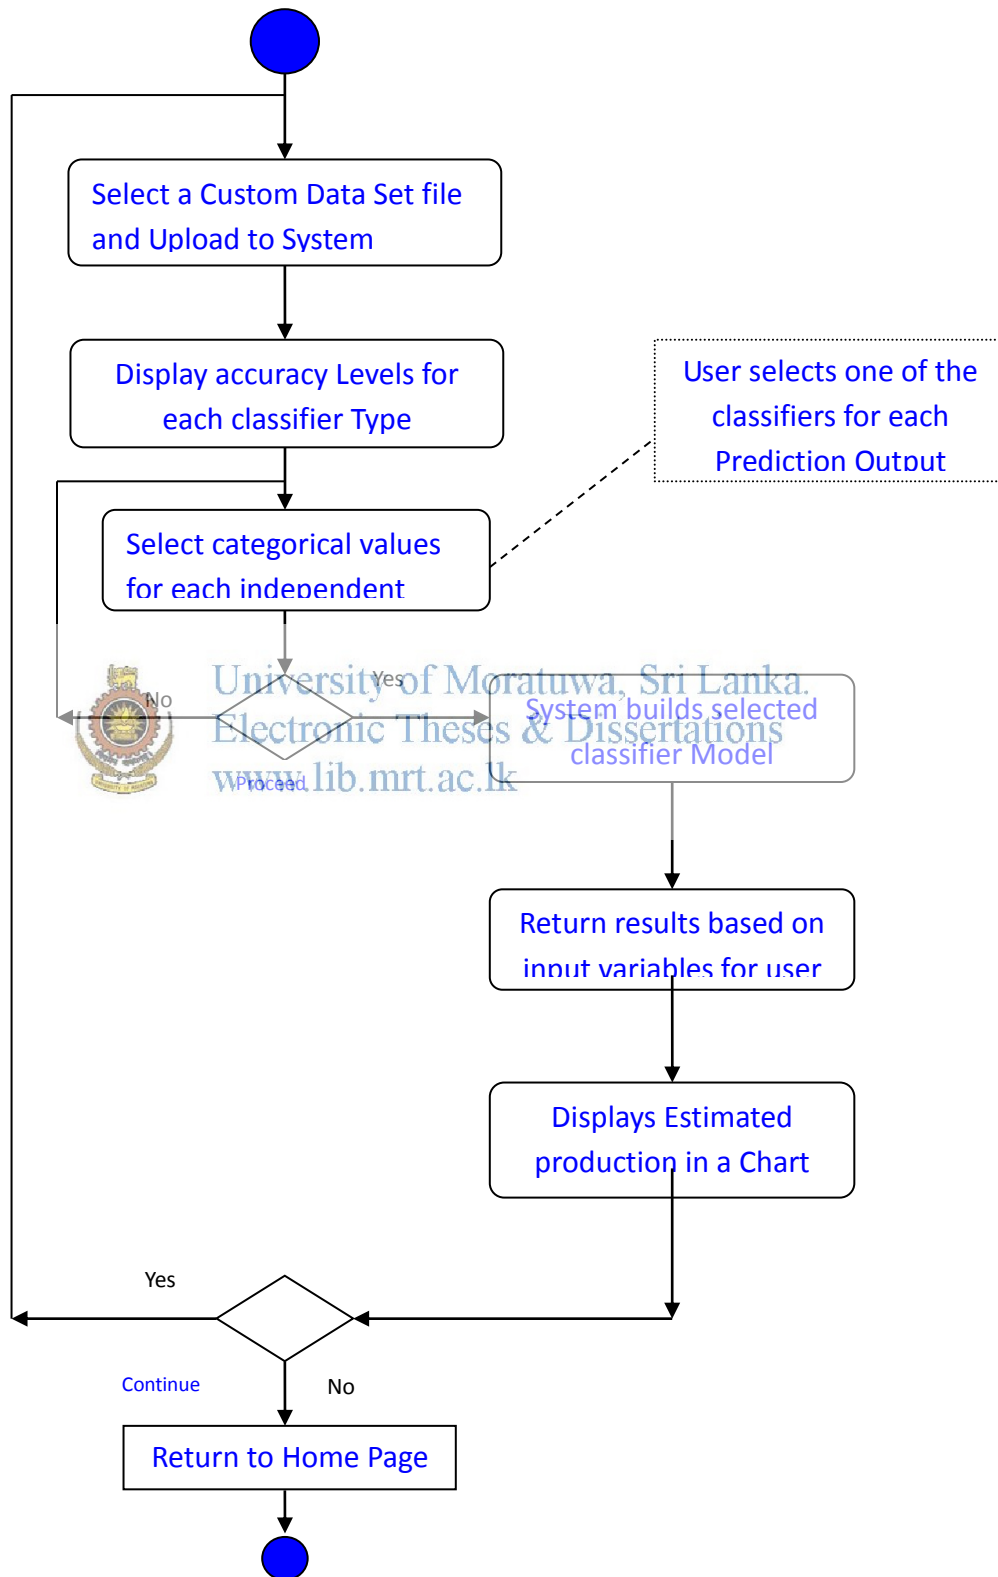 Select a Custom Data Set file
and Upload to System
Display accuracy Levels for
each classifier Type
User selects one of the
classifiers for each
Prediction Output
Select categorical values
for each independent
No
Yes
Proceed
System builds selected
classifier Model
University of Moratuwa, Sri Lanka.
Electronic Theses & Dissertations
www.lib.mrt.ac.lk
Return results based on
input variables for user
Displays Estimated
production in a Chart
Yes
Continue
No
Return to Home Page